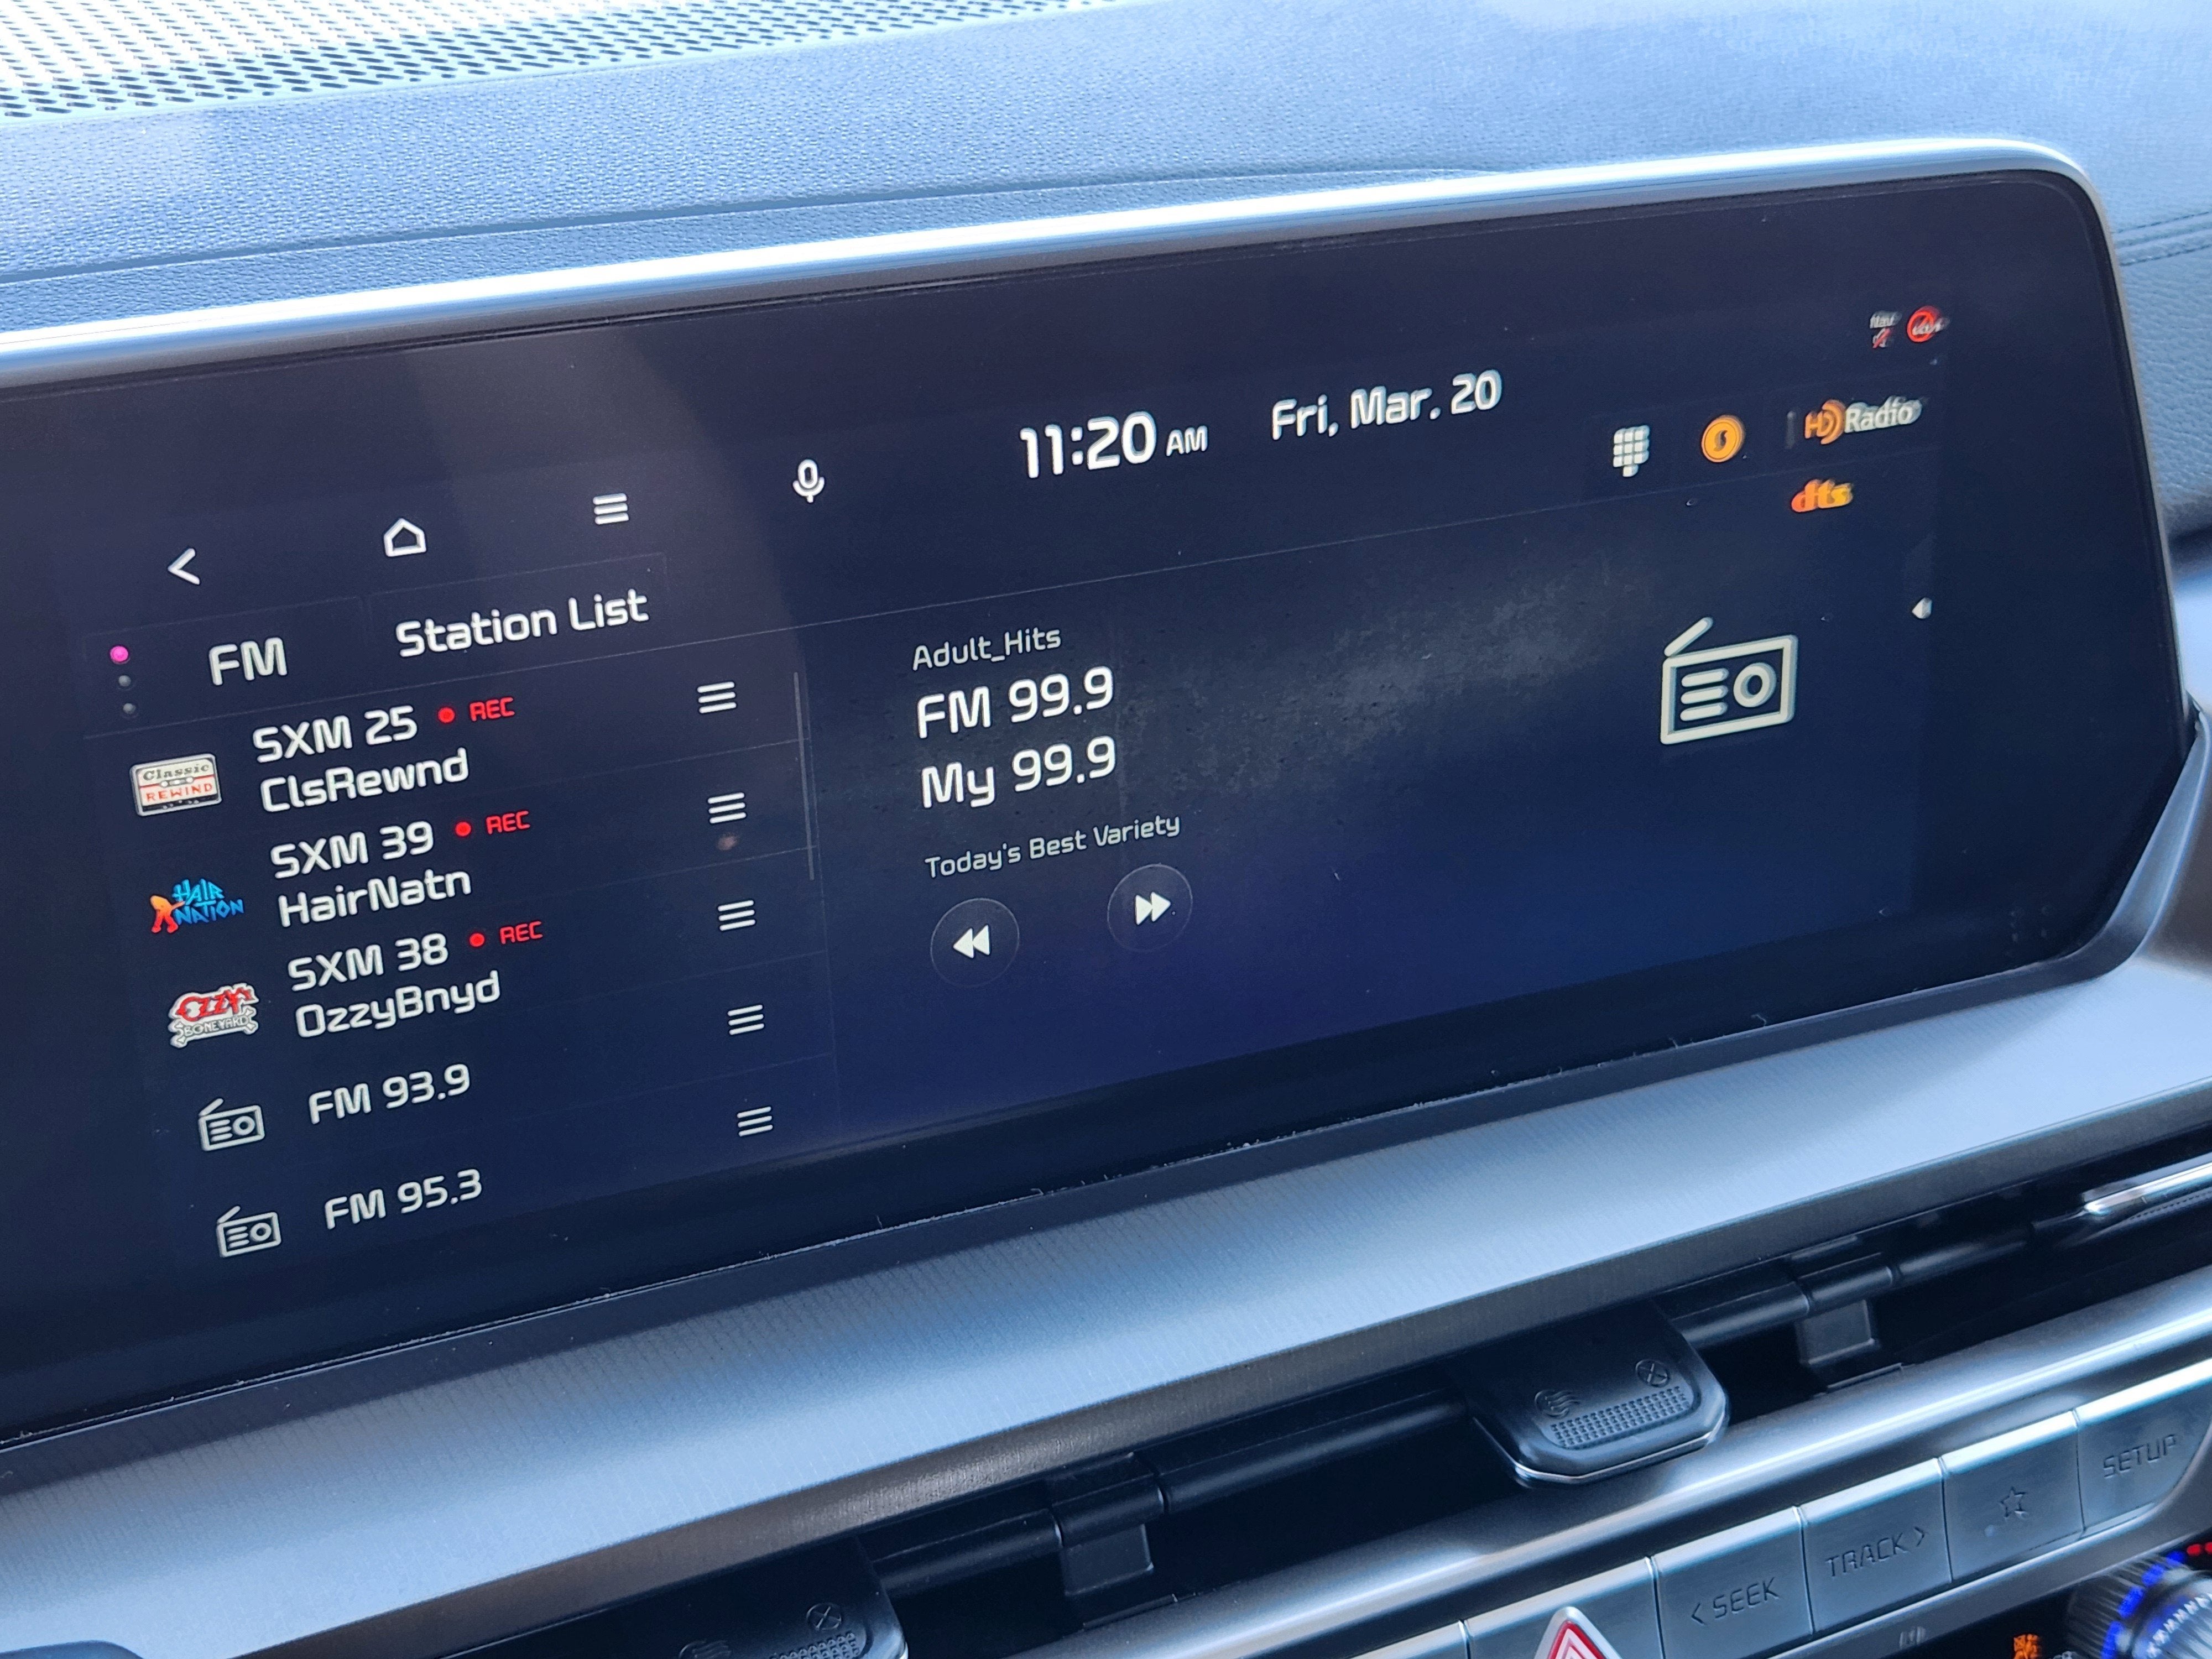 11:20 AM Fri, Mar. 20
HD Radio
dts
FM Station List
Classic
REWIND
SXM 25 REC
ClsRewnd
HAIR
NATION
SXM 39 REC
HairNatn
OZZY'S
BONEYARD
SXM 38 REC
OzzyBnyd
FM 93.9
FM 95.3
Adult_Hits
FM 99.9
My 99.9
Today's Best Variety
< SEEK
TRACK >
SETUP